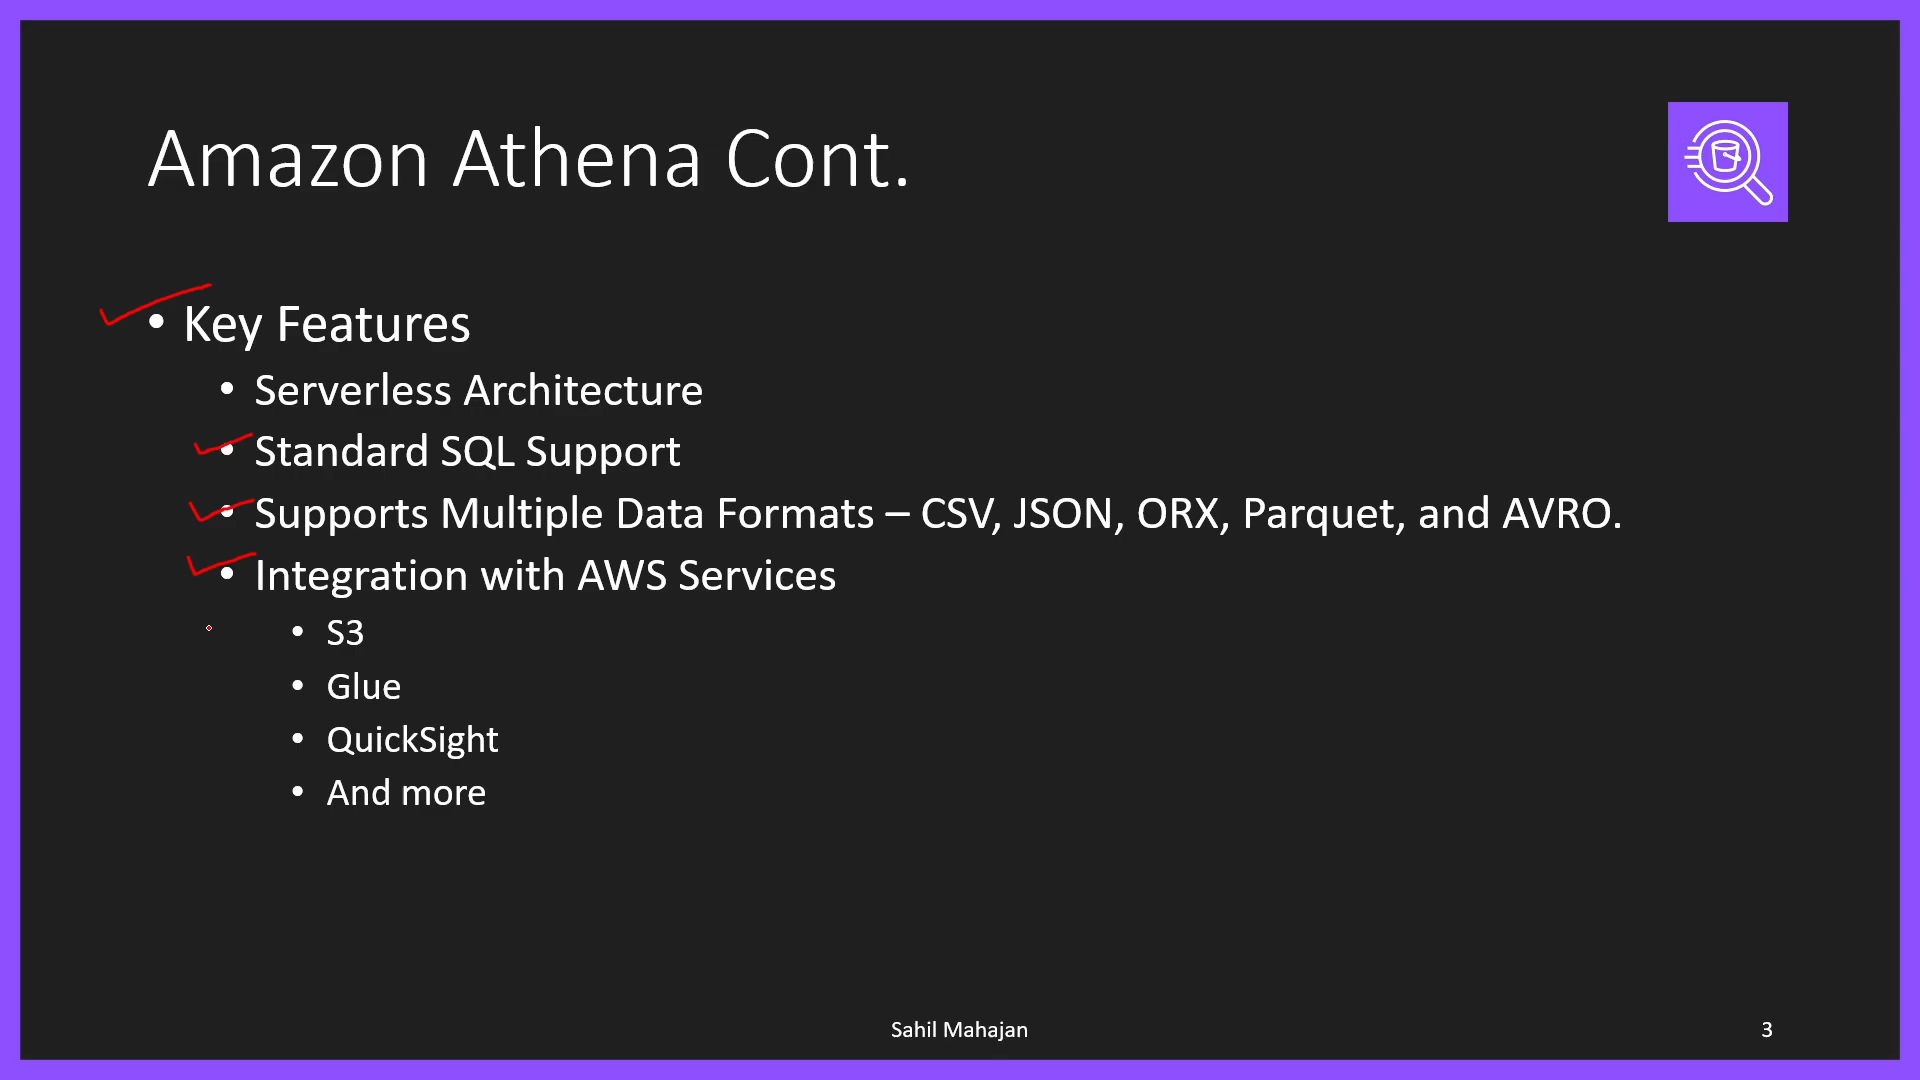 Amazon Athena Cont.
• Key Features
• Serverless Architecture
• Standard SQL Support
• Supports Multiple Data Formats – CSV, JSON, ORX, Parquet, and AVRO.
• Integration with AWS Services
• S3
• Glue
• QuickSight
• And more
Sahil Mahajan
3